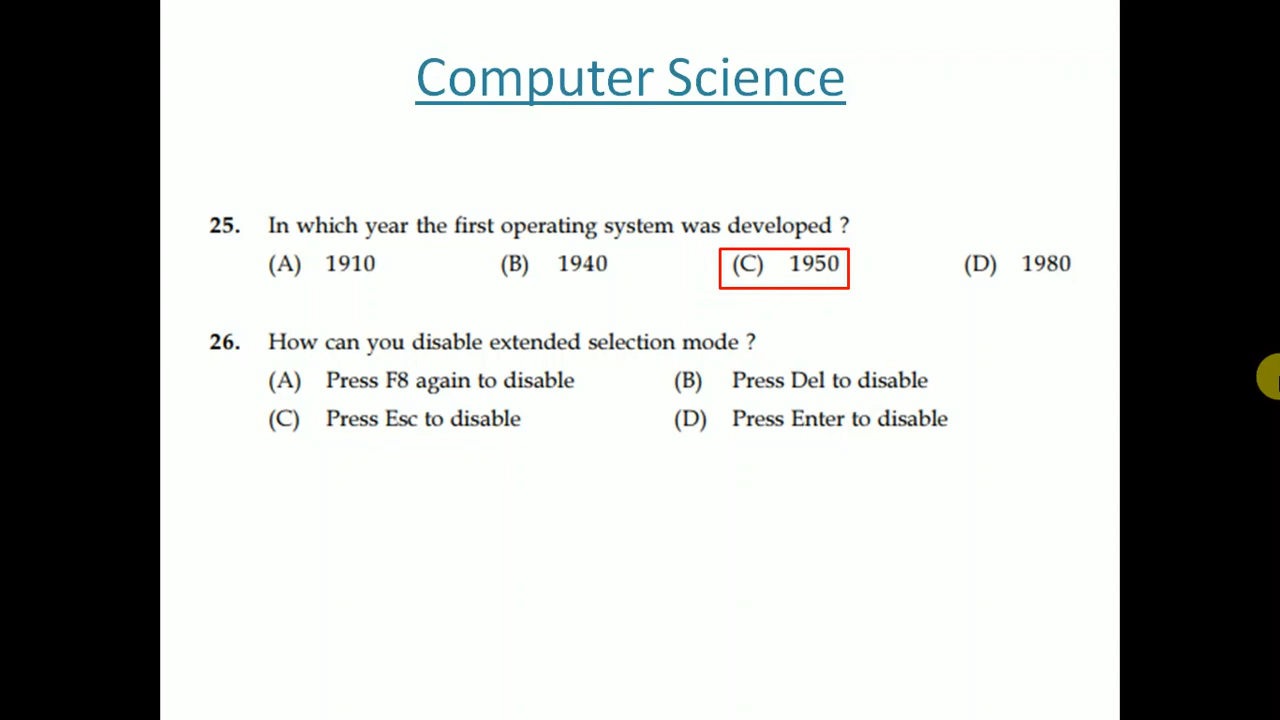 Computer Science
25. In which year the first operating system was developed ?
(A) 1910 (B) 1940 (C) 1950 (D) 1980
26. How can you disable extended selection mode ?
(A) Press F8 again to disable (B) Press Del to disable
(C) Press Esc to disable (D) Press Enter to disable